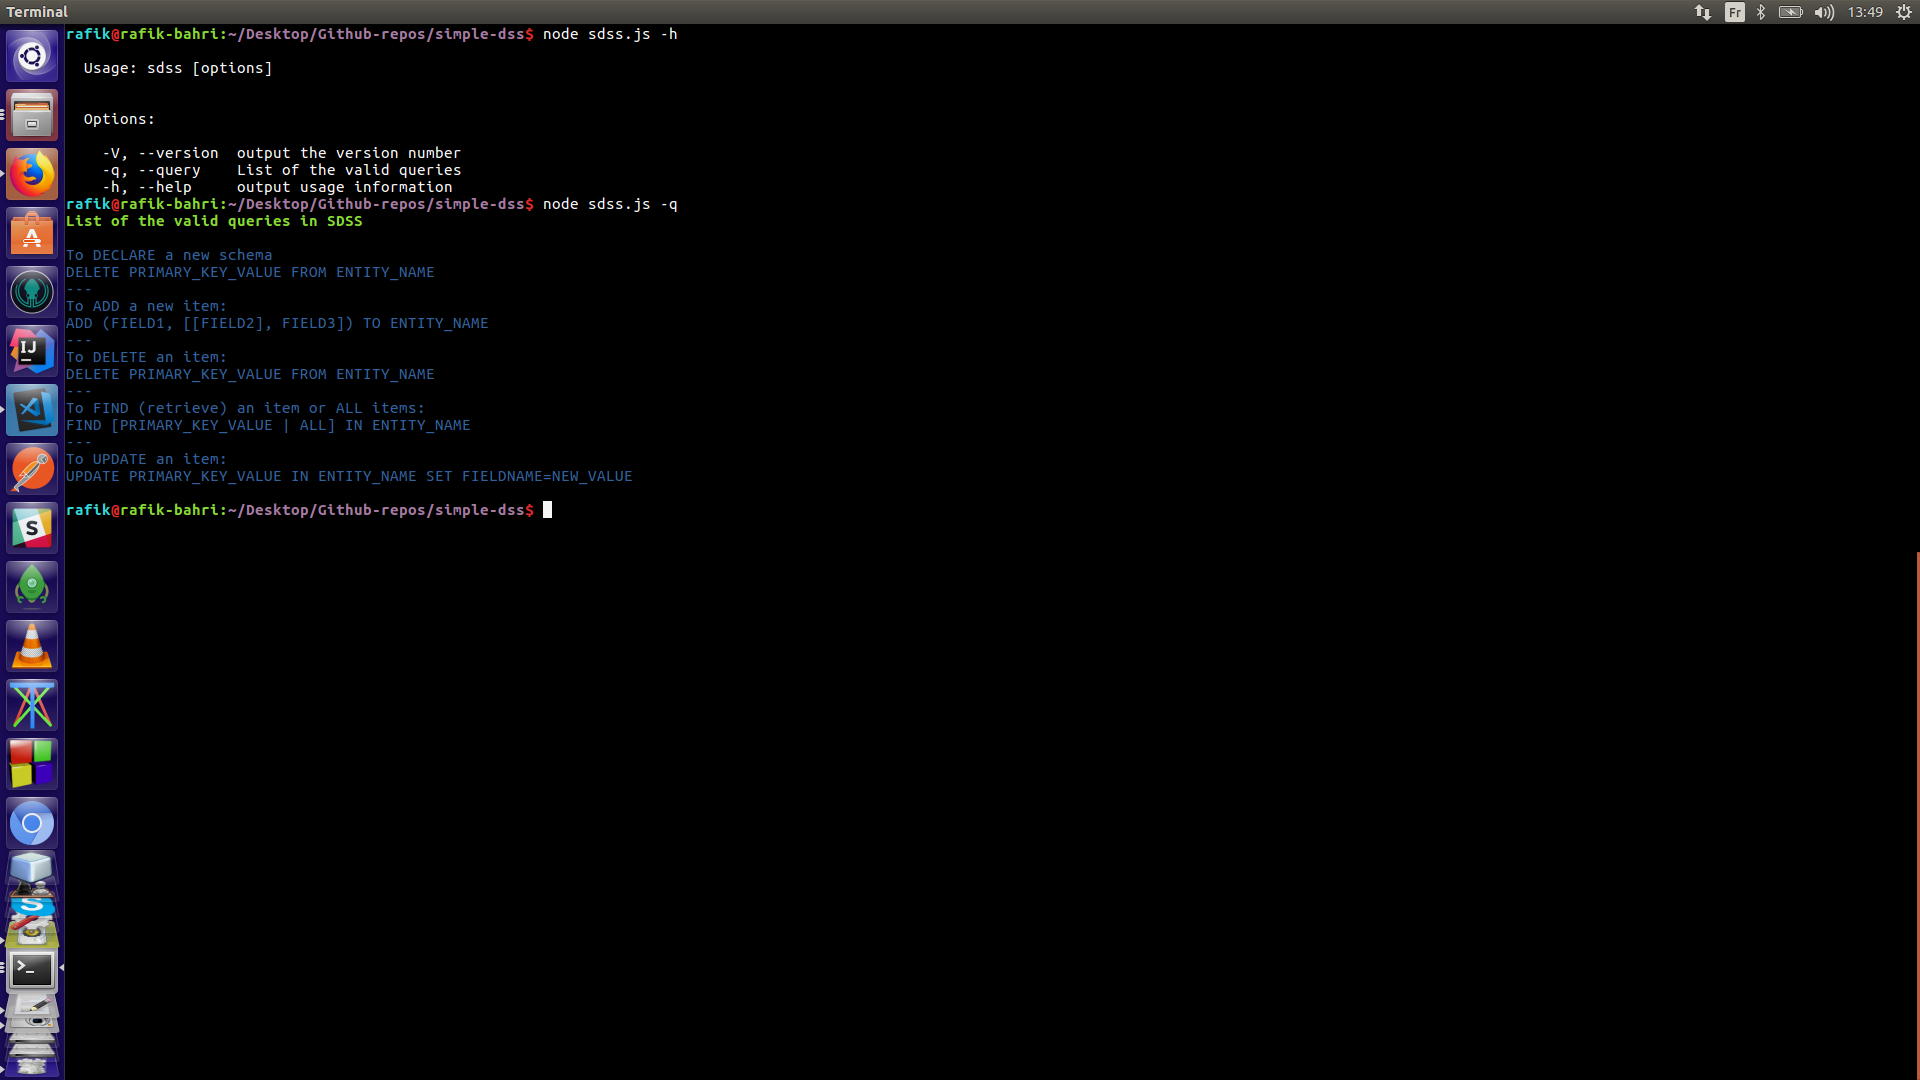 Terminal
Fr
13:49
rafik@rafik-bahri:~/Desktop/Github-repos/simple-dss$ node sdss.js -h
Usage: sdss [options]
Options:
-V, --version  output the version number
-q, --query    List of the valid queries
-h, --help     output usage information
rafik@rafik-bahri:~/Desktop/Github-repos/simple-dss$ node sdss.js -q
List of the valid queries in SDSS
To DECLARE a new schema
DELETE PRIMARY_KEY_VALUE FROM ENTITY_NAME
---
To ADD a new item:
ADD (FIELD1, [[FIELD2], FIELD3]) TO ENTITY_NAME
---
To DELETE an item:
DELETE PRIMARY_KEY_VALUE FROM ENTITY_NAME
---
To FIND (retrieve) an item or ALL items:
FIND [PRIMARY_KEY_VALUE | ALL] IN ENTITY_NAME
---
To UPDATE an item:
UPDATE PRIMARY_KEY_VALUE IN ENTITY_NAME SET FIELDNAME=NEW_VALUE
rafik@rafik-bahri:~/Desktop/Github-repos/simple-dss$
A
IJ
S
S
>_